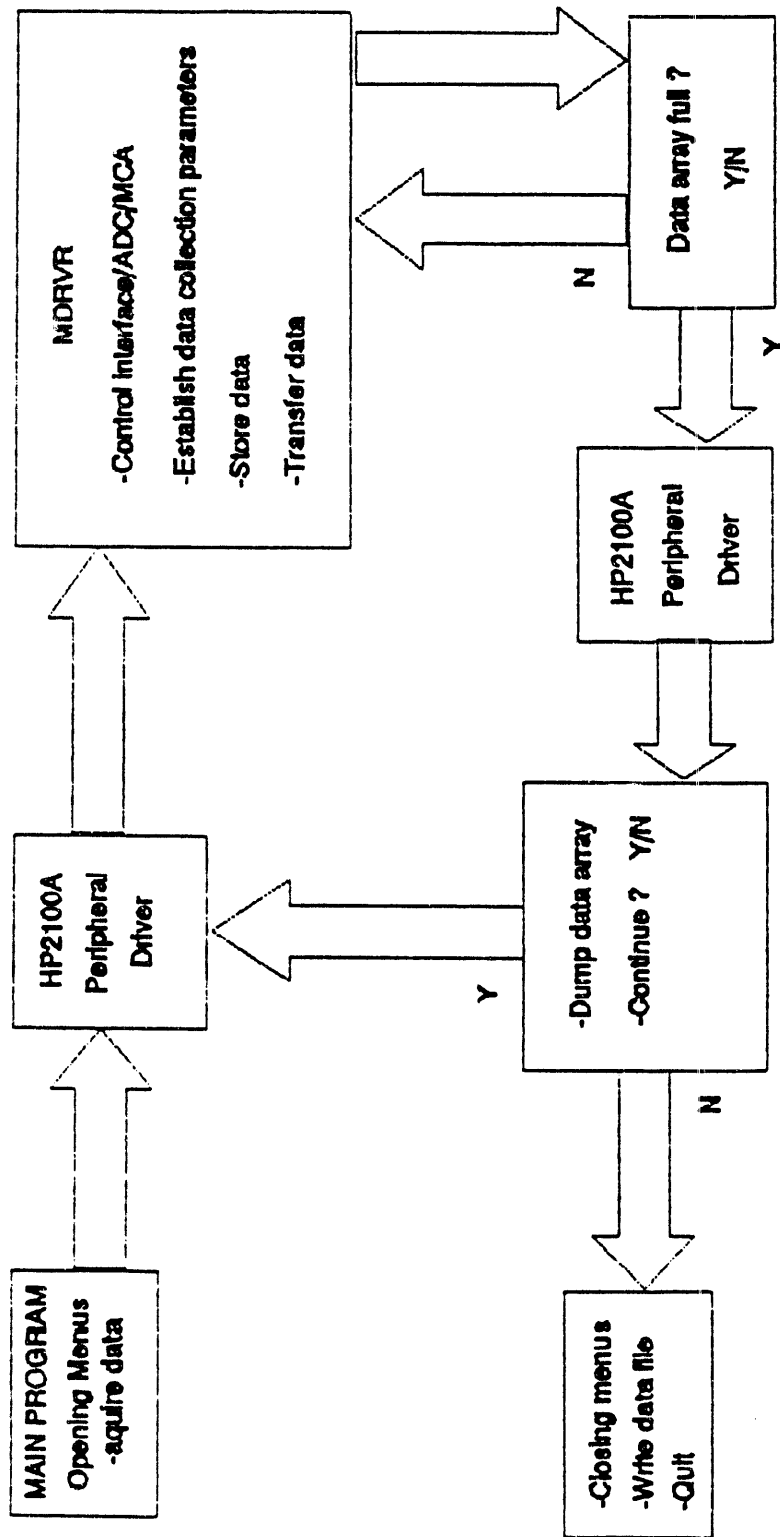 MAIN PROGRAM
Opening Menus
-aquire data
HP2100A
Peripheral
Driver
MDRVR
-Control interface/ADC/MCA
-Establish data collection parameters
-Store data
-Transfer data
Data array full ?
Y/N
N
Y
HP2100A
Peripheral
Driver
-Dump data array
-Continue ? Y/N
Y
N
-Closing menus
-Write data file
-Quit